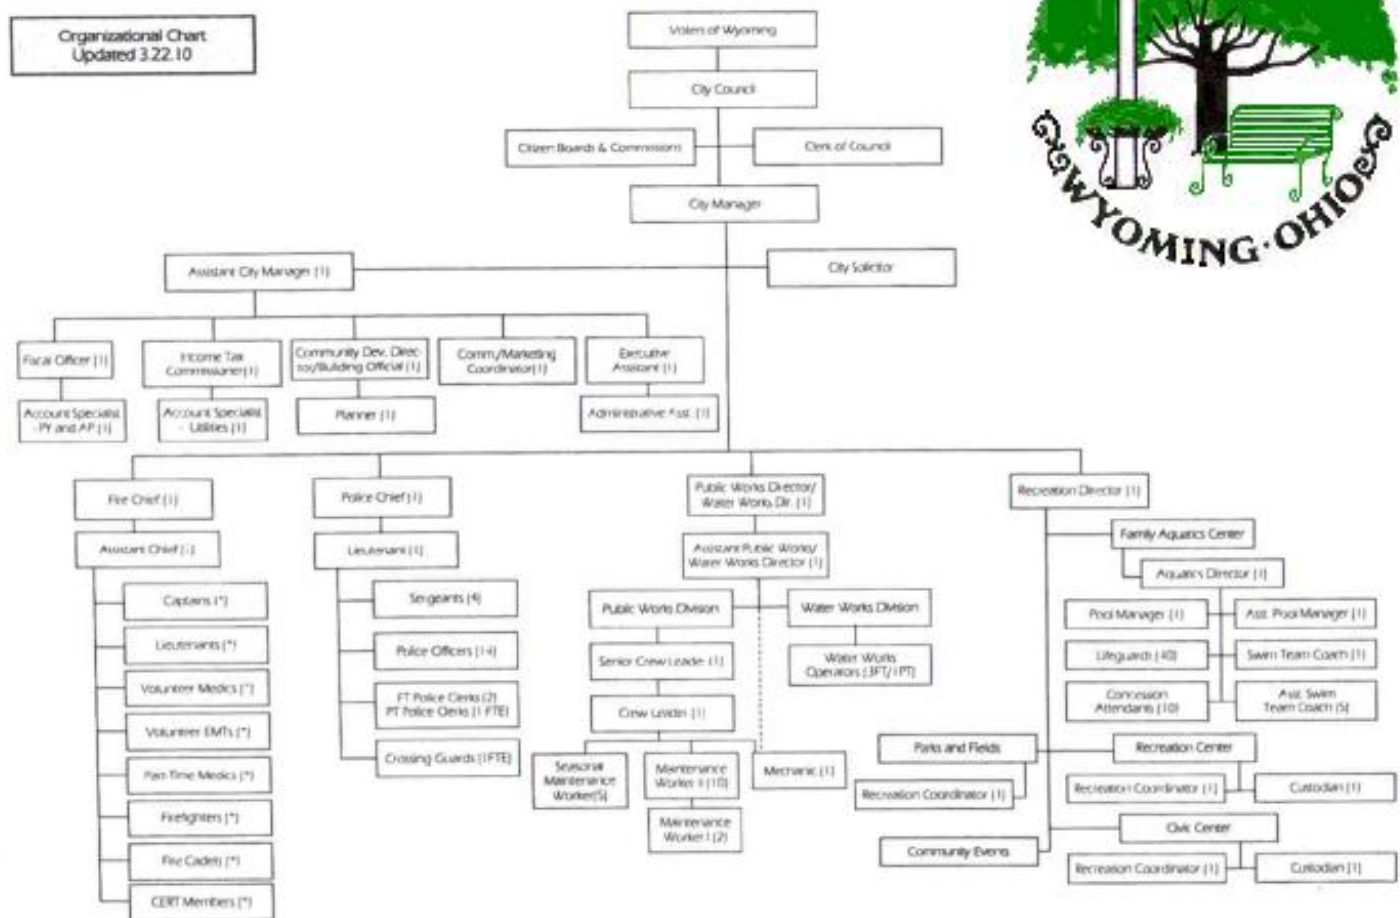 Organizational Chart
Updated 3.22.10
Voters of Wyoming
City Council
Citizen Boards & Commissions
Clerk of Council
City Manager
WYOMING · OHIO
Assistant City Manager (1)
City Solicitor
Fiscal Officer (1)
Income Tax
Commissioner(1)
Community Dev. Direc-
tor/Building Official (1)
Comm./Marketing
Coordinator(1)
Executive
Assistant (1)
Account Specialist
- PY and AP (1)
Account Specialist
- Utilities (1)
Planner (1)
Administrative Asst. (1)
Fire Chief (1)
Police Chief (1)
Public Works Director/
Water Works Dir. (1)
Recreation Director (1)
Assistant Chief
Lieutenant (1)
Assistant Public Works/
Water Works Director (1)
Family Aquatics Center
Aquatics Director (1)
Captains (*)
Lieutenants (*)
Volunteer Medics (*)
Volunteer EMTs (*)
Part-Time Medics (*)
Firefighters (*)
Fire Cadets (*)
CERT Members (*)
Sergeants (4)
Police Officers (14)
FT Police Clerks (2)
PT Police Clerks (1 FTE)
Crossing Guards (1FTE)
Public Works Division
Water Works Division
Senior Crew Leader (1)
Water Works
Operators (3FT/1PT)
Crew Leader (1)
Seasonal
Maintenance
Worker(5)
Maintenance
Worker II (10)
Mechanic (1)
Maintenance
Worker I (2)
Pool Manager (1)
Asst. Pool Manager (1)
Lifeguards (40)
Swim Team Coach (1)
Concession
Attendants (10)
Asst. Swim
Team Coach (5)
Parks and Fields
Recreation Center
Recreation Coordinator (1)
Recreation Coordinator (1)
Custodian (1)
Civic Center
Community Events
Recreation Coordinator (1)
Custodian (1)